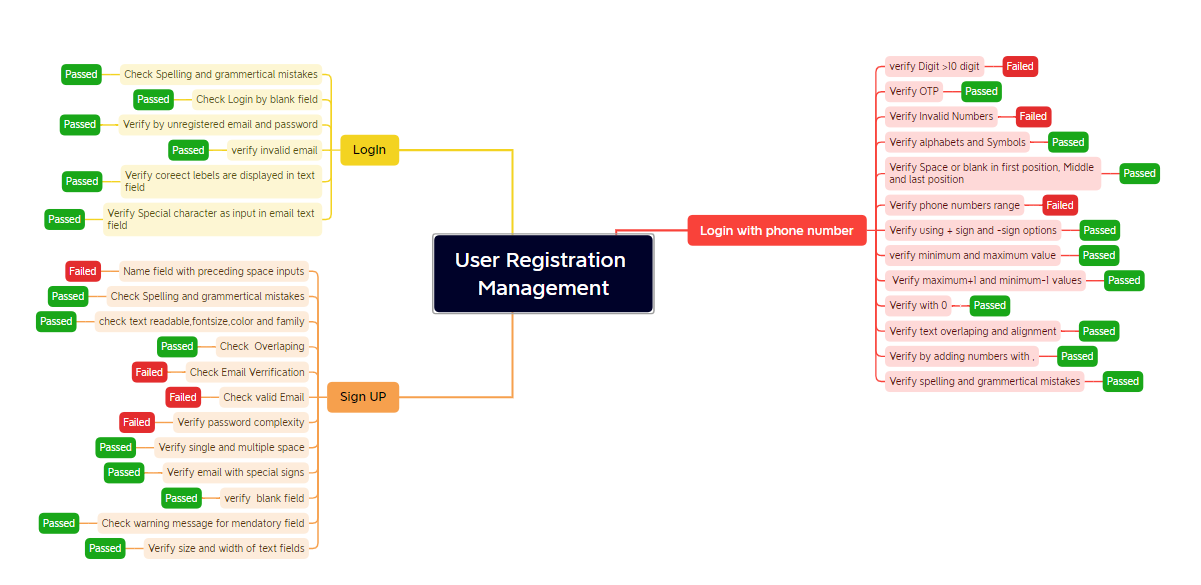 User Registration
Management
LogIn
Passed Check Spelling and grammertical mistakes
Passed Check Login by blank field
Passed Verify by unregistered email and password
Passed verify invalid email
Passed Verify coreect lebels are displayed in text
field
Passed Verify Special character as input in email text
field
Sign UP
Failed Name field with preceding space inputs
Passed Check Spelling and grammertical mistakes
Passed check text readable,fontsize,color and family
Passed Check Overlaping
Failed Check Email Verrification
Failed Check valid Email
Failed Verify password complexity
Passed Verify single and multiple space
Passed Verify email with special signs
Passed verify blank field
Passed Check warning message for mendatory field
Passed Verify size and width of text fields
Login with phone number
verify Digit >10 digit Failed
Verify OTP Passed
Verify Invalid Numbers Failed
Verify alphabets and Symbols Passed
Verify Space or blank in first position, Middle
and last position Passed
Verify phone numbers range Failed
Verify using + sign and -sign options Passed
verify minimum and maximum value Passed
Verify maximum+1 and minimum-1 values Passed
Verify with 0 Passed
Verify text overlaping and alignment Passed
Verify by adding numbers with , Passed
Verify spelling and grammertical mistakes Passed